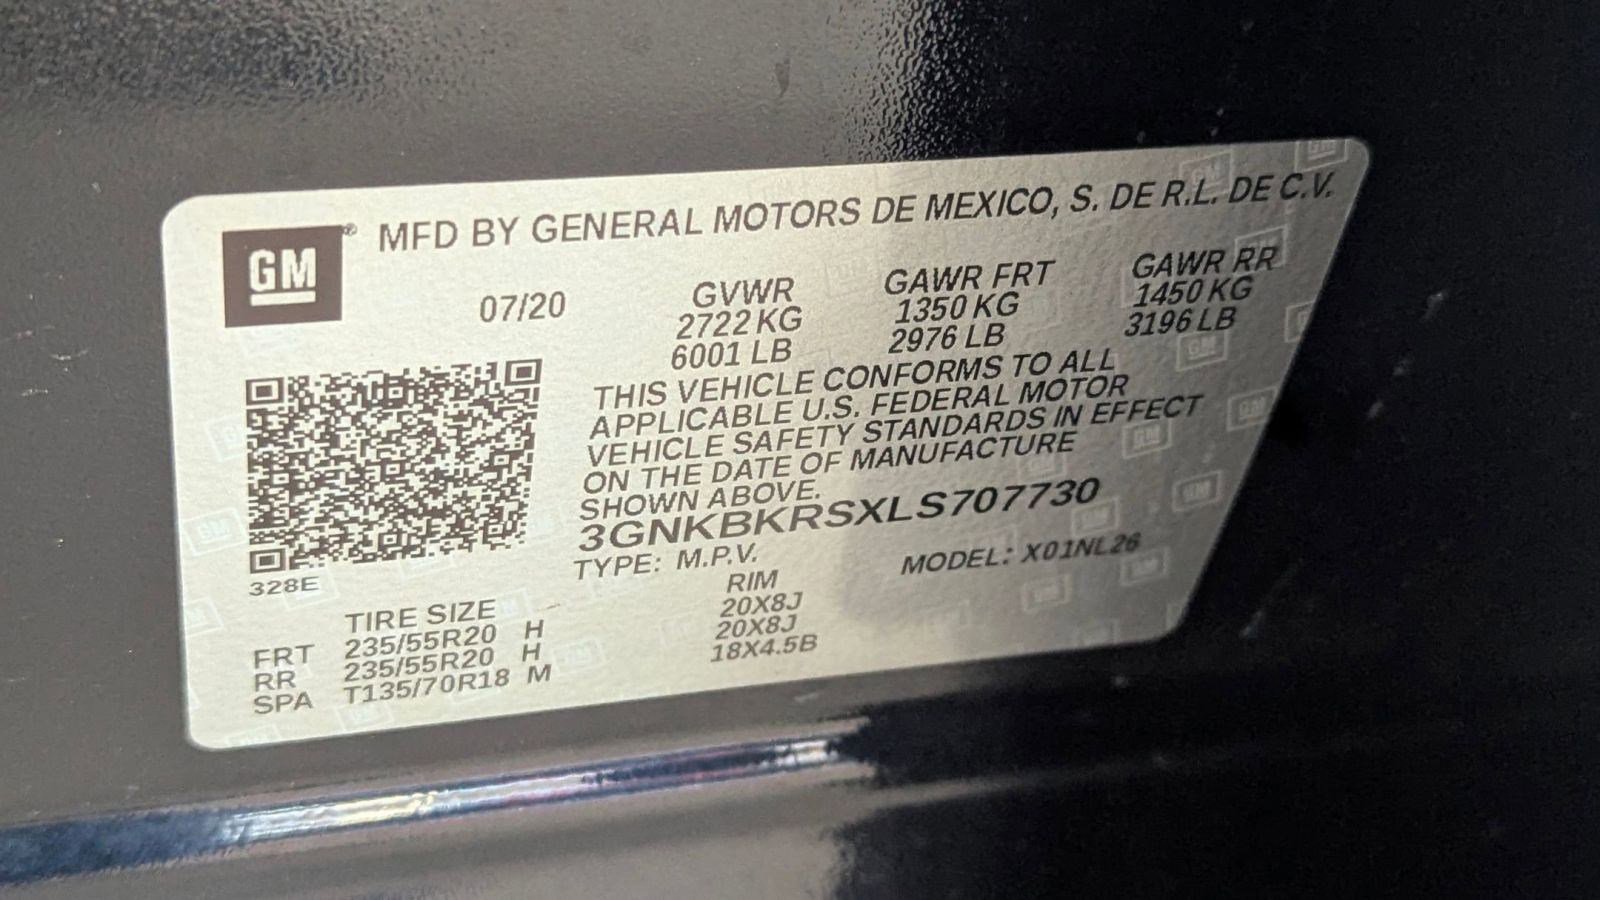 GM® MFD BY GENERAL MOTORS DE MEXICO, S. DE R.L. DE C.V.
07/20 GVWR GAWR FRT GAWR RR
2722 KG 1350 KG 1450 KG
6001 LB 2976 LB 3196 LB
THIS VEHICLE CONFORMS TO ALL
APPLICABLE U.S. FEDERAL MOTOR
VEHICLE SAFETY STANDARDS IN EFFECT
ON THE DATE OF MANUFACTURE
SHOWN ABOVE.
3GNKBKRSXLS707730
TYPE: M.P.V. MODEL: X01NL26
328E
TIRE SIZE RIM
FRT 235/55R20 H 20X8J
RR 235/55R20 H 20X8J
SPA T135/70R18 M 18X4.5B